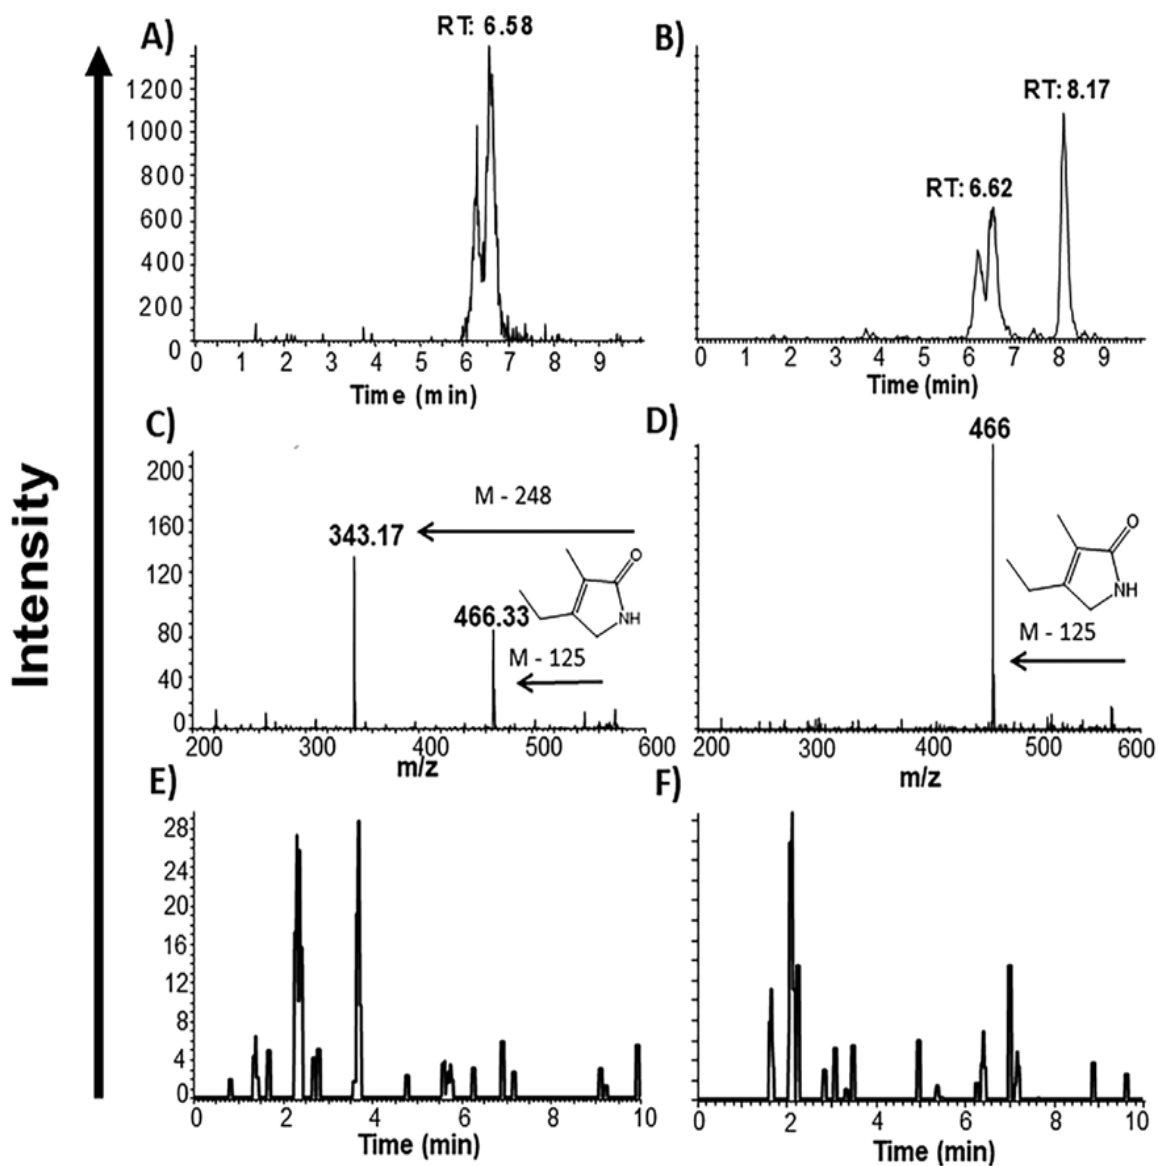 A)
RT: 6.58
1200
1000
800
600
400
200
0
0 1 2 3 4 5 6 7 8 9
Time (min)
B)
RT: 8.17
RT: 6.62
0 1 2 3 4 5 6 7 8 9
Time (min)
Intensity
C)
200
160
120
80
40
0
M - 248
343.17
O
NH
466.33
M - 125
200 300 400 500 600
m/z
D)
466
O
NH
M - 125
200 300 400 500 600
m/z
E)
28
24
20
16
12
8
4
0
0 2 4 6 8 10
Time (min)
F)
0 2 4 6 8 10
Time (min)